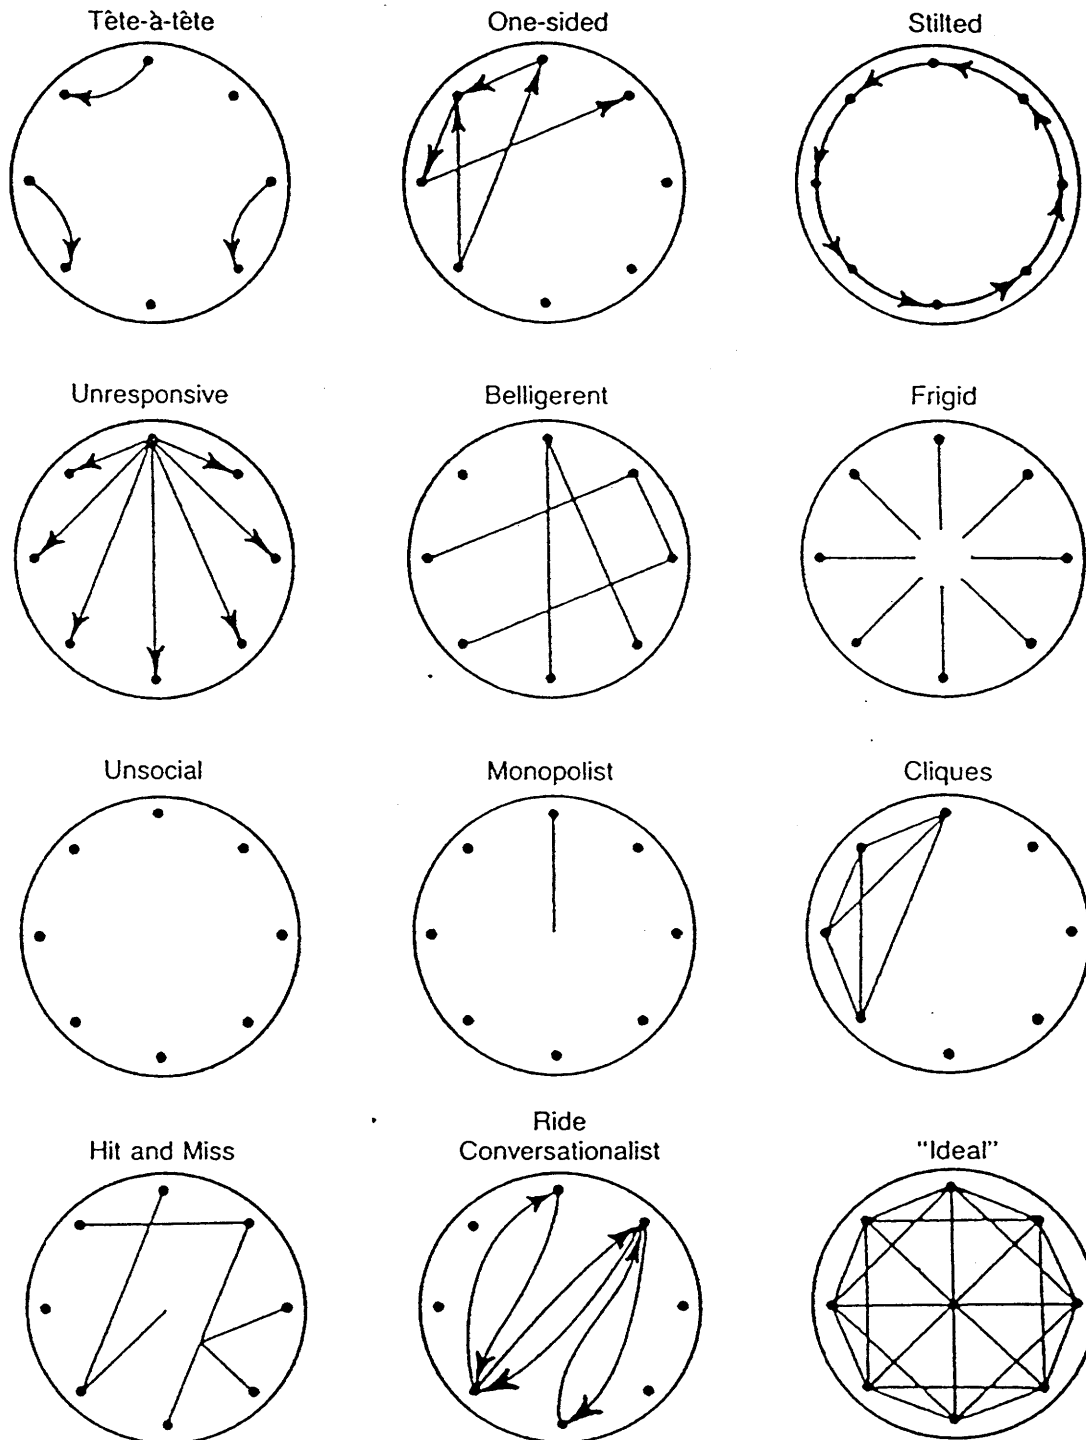 Tête-à-tête
One-sided
Stilted
Unresponsive
Belligerent
Frigid
Unsocial
Monopolist
Cliques
Hit and Miss
Ride
Conversationalist
"Ideal"